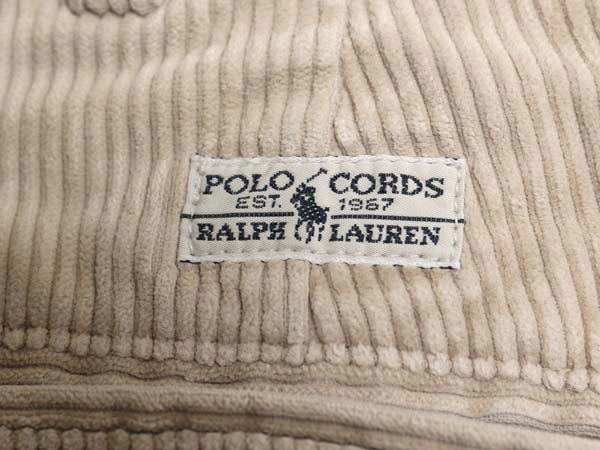 POLO CORDS
EST. 1967
RALPH LAUREN